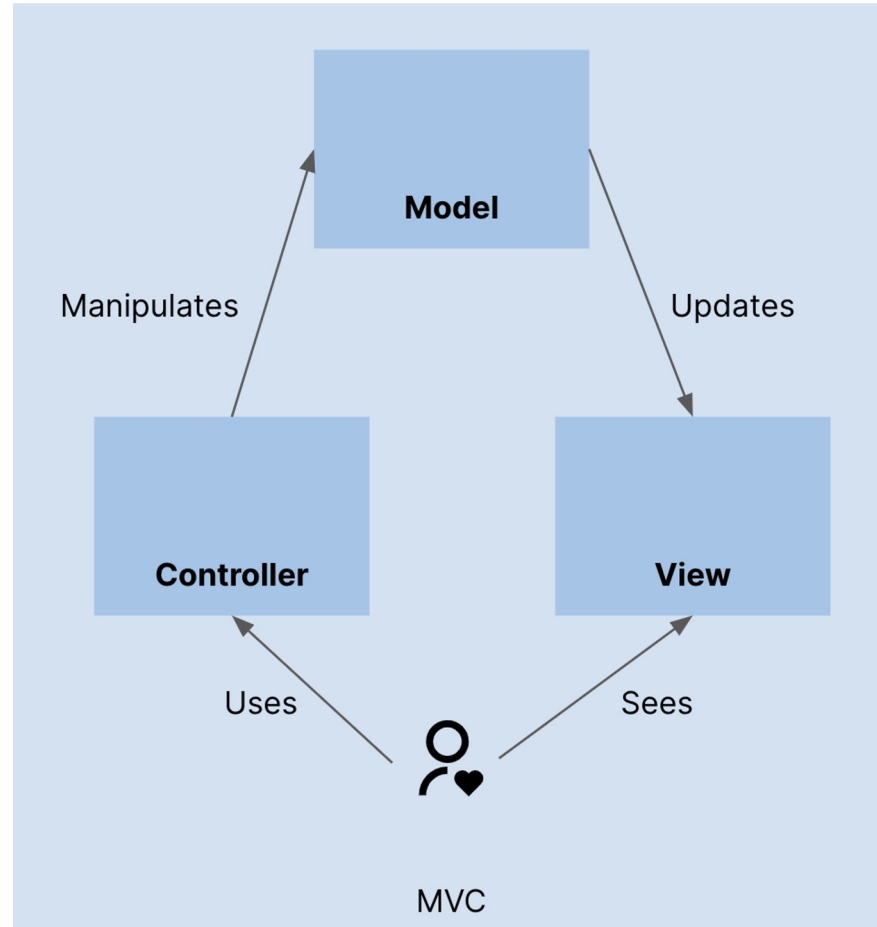 Model
Manipulates
Updates
Controller
View
Uses
Sees
MVC